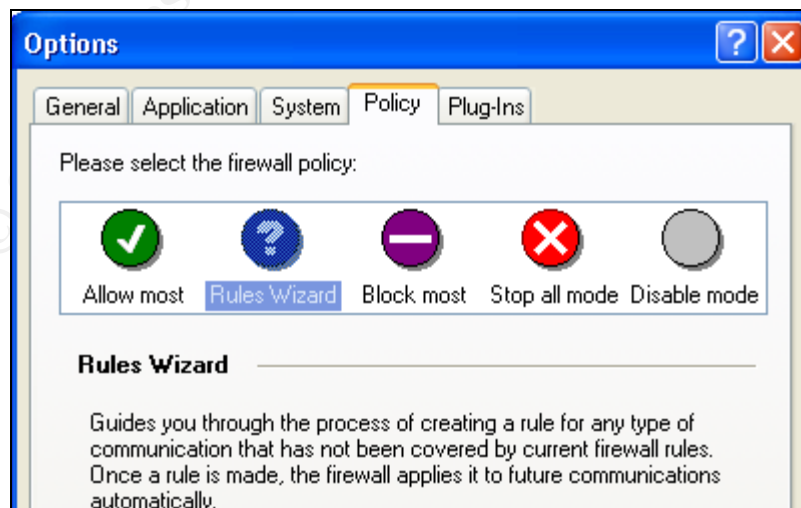 Options
General Application System Policy Plug-Ins
Please select the firewall policy:
Allow most Rules Wizard Block most Stop all mode Disable mode
Rules Wizard
Guides you through the process of creating a rule for any type of
communication that has not been covered by current firewall rules.
Once a rule is made, the firewall applies it to future communications
automatically.